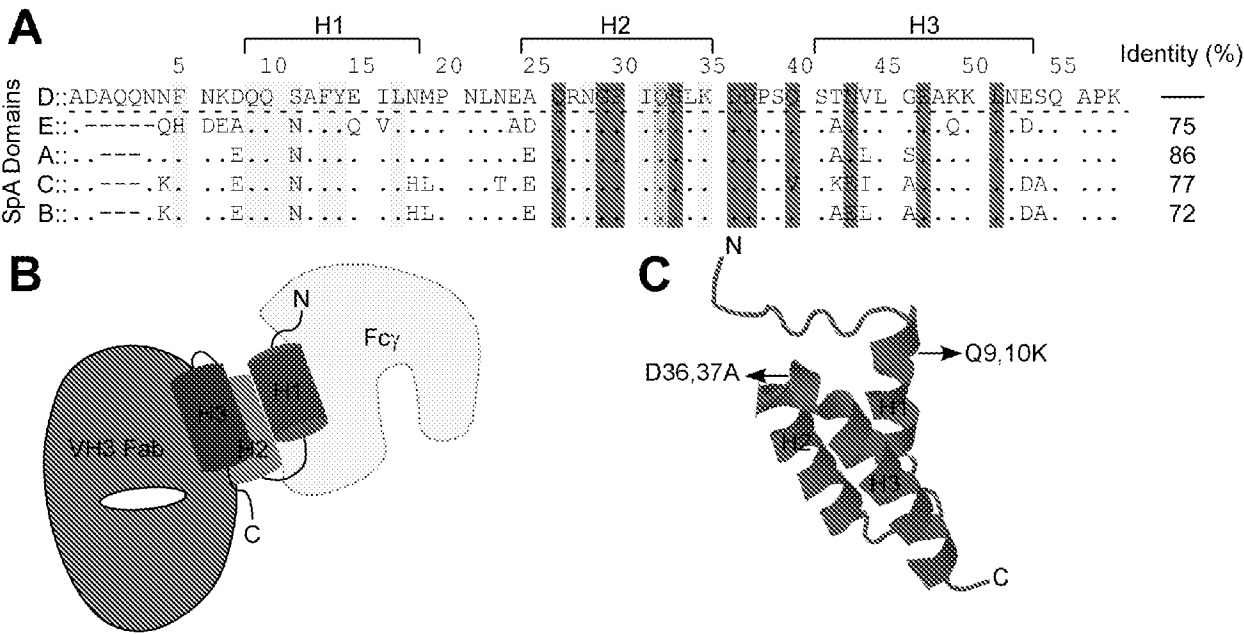 A
H1 H2 H3
5 10 15 20 25 30 35 40 45 50 55 Identity (%)
SpA Domains
D::ADAQQNNF NKDQQ SAFYE ILNMP NLNEA RN I LK PS ST VL G AKK NESQ APK
E::..-----QH DEA.. N... Q V.... ...AD .. . .. .. .A .. . .Q. .D.. ... 75
A::..---... ..E.. N... . ..... ....E .. . .. .. .A L. S ... .... ... 86
C::..---.K. ..E.. N... . ..HL. ..T.E .. . .. .. .K I. A ... .DA. ... 77
B::..---.K. ..E.. N... . ..HL. ....E .. . .. .. .A L. A ... .DA. ... 72
B
N
Fcγ
H1
H3
VH3 Fab
H2
C
C
N
Q9,10K
D36,37A
H1
H2
H3
C